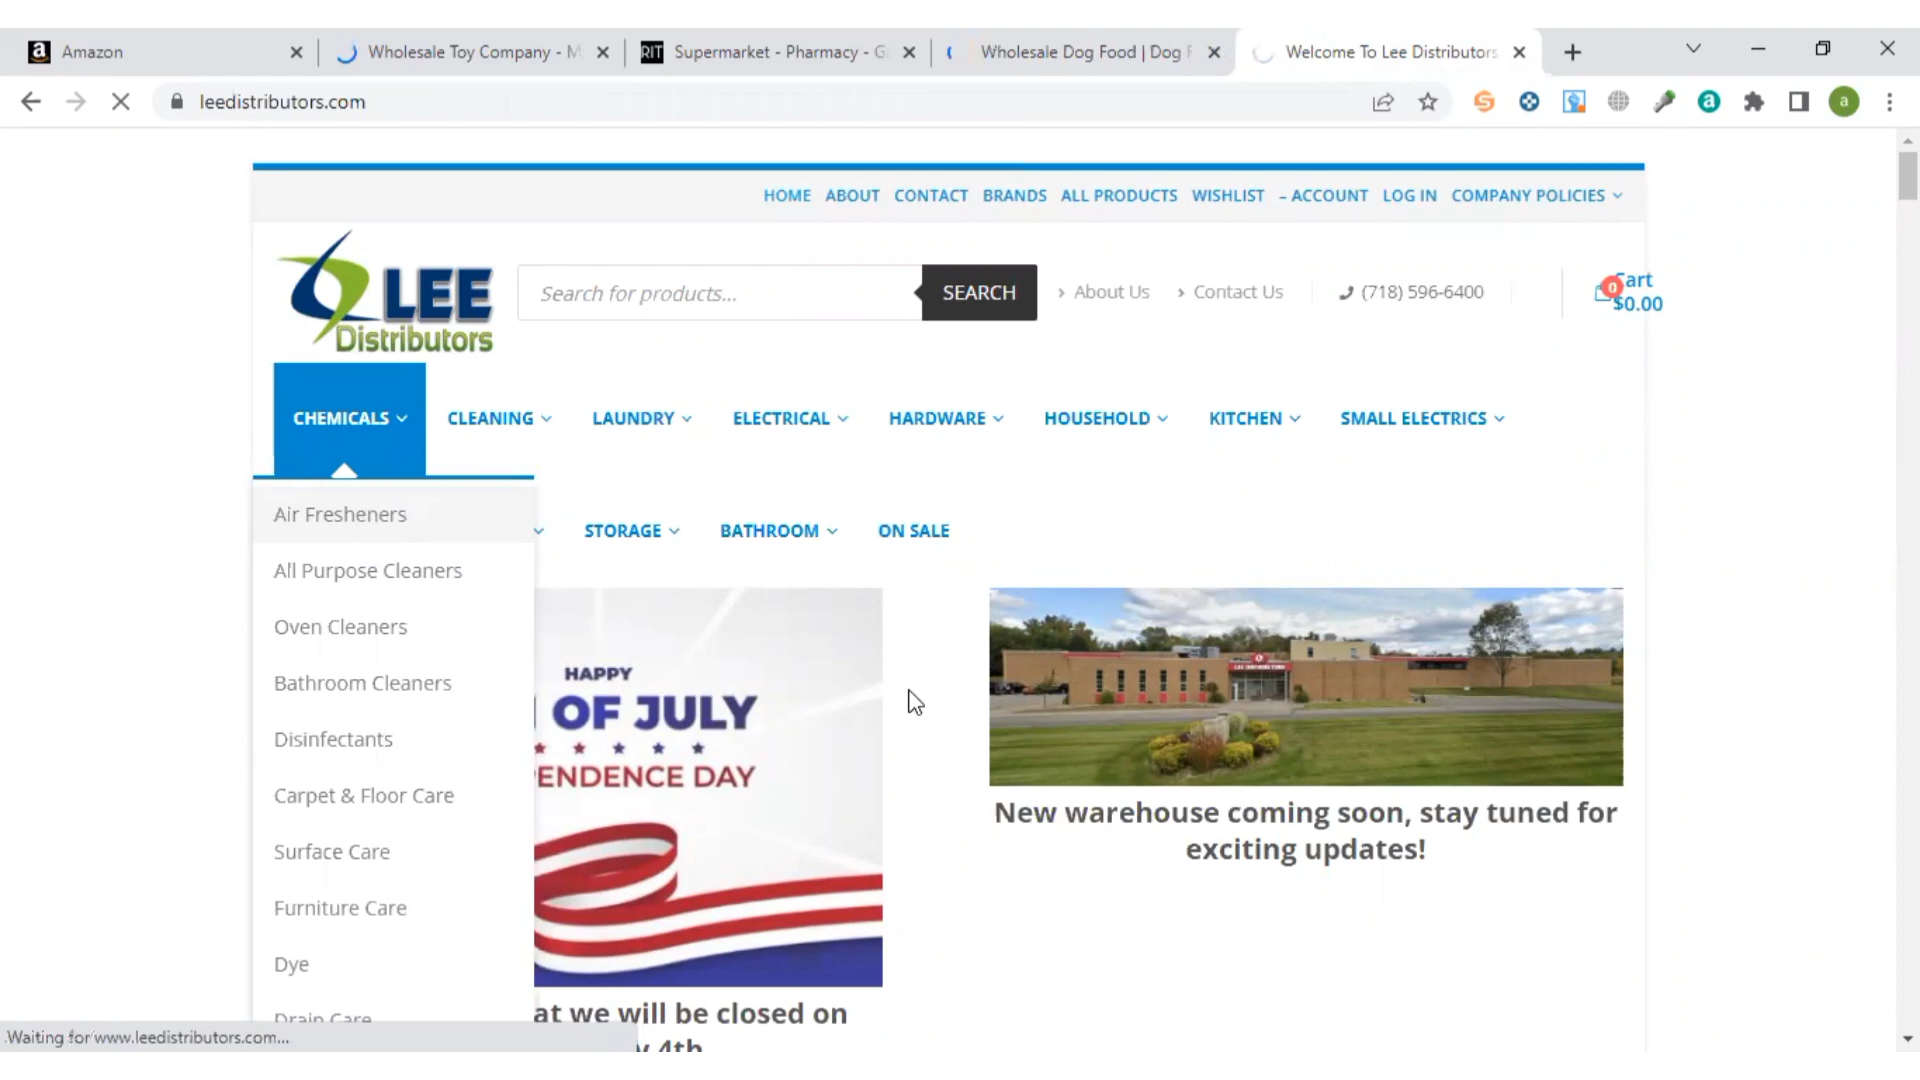 Amazon
Wholesale Toy Company - M
RIT Supermarket - Pharmacy - G
Wholesale Dog Food | Dog F
Welcome To Lee Distributors
leedistributors.com
HOME ABOUT CONTACT BRANDS ALL PRODUCTS WISHLIST – ACCOUNT LOG IN COMPANY POLICIES
LEE
Distributors
Search for products...
SEARCH
About Us
Contact Us
(718) 596-6400
0
Cart
$0.00
CHEMICALS CLEANING LAUNDRY ELECTRICAL HARDWARE HOUSEHOLD KITCHEN SMALL ELECTRICS
STORAGE BATHROOM ON SALE
Air Fresheners
All Purpose Cleaners
Oven Cleaners
Bathroom Cleaners
Disinfectants
Carpet & Floor Care
Surface Care
Furniture Care
Dye
Drain Care
HAPPY
OF JULY
ENDENCE DAY
at we will be closed on
y 4th
New warehouse coming soon, stay tuned for
exciting updates!
Waiting for www.leedistributors.com...